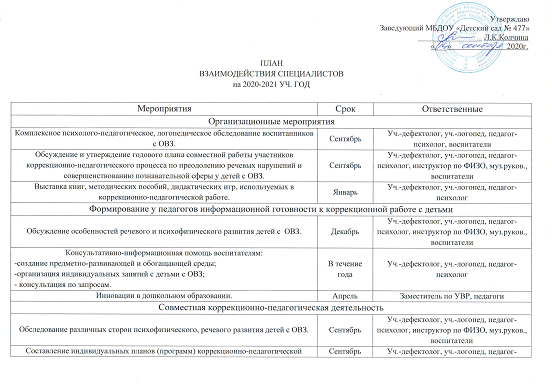 Утверждаю
Заведующий МБДОУ «Детский сад № 477»
Л.К.Колчина
сентября 2020г.
ПЛАН
ВЗАИМОДЕЙСТВИЯ СПЕЦИАЛИСТОВ
на 2020-2021 УЧ. ГОД
Мероприятия Срок Ответственные
Организационные мероприятия
Комплексное психолого-педагогическое, логопедическое обследование воспитанников
с ОВЗ.
Сентябрь
Уч.-дефектолог, уч.-логопед, педагог-
психолог, воспитатели
Обсуждение и утверждение годового плана совместной работы участников
коррекционно-педагогического процесса по преодолению речевых нарушений и
совершенствованию познавательной сферы у детей с ОВЗ.
Сентябрь
Уч.-дефектолог, уч.-логопед, педагог-
психолог, инструктор по ФИЗО, муз.руков.,
воспитатели
Выставка книг, методических пособий, дидактических игр, используемых в
коррекционно-педагогической работе.
Январь
Уч.-дефектолог, уч.-логопед, педагог-
психолог
Формирование у педагогов информационной готовности к коррекционной работе с детьми
Обсуждение особенностей речевого и психофизического развития детей с ОВЗ.
Декабрь
Уч.-дефектолог, уч.-логопед, педагог-
психолог, инструктор по ФИЗО, муз.руков.,
воспитатели
Консультативно-информационная помощь воспитателям:
-создание предметно-развивающей и обогащающей среды;
-организация индивидуальных занятий с детьми с ОВЗ;
- консультация по запросам.
В течение
года
Уч.-дефектолог, уч.-логопед, педагог-
психолог
Инновации в дошкольном образовании. Апрель Заместитель по УВР, педагоги
Совместная коррекционно-педагогическая деятельность
Обследование различных сторон психофизического, речевого развития детей с ОВЗ.
Сентябрь
Уч.-дефектолог, уч.-логопед, педагог-
психолог, инструктор по ФИЗО, муз.руков.,
воспитатели
Составление индивидуальных планов (программ) коррекционно-педагогической Сентябрь Уч.-дефектолог, уч.-логопед, педагог-